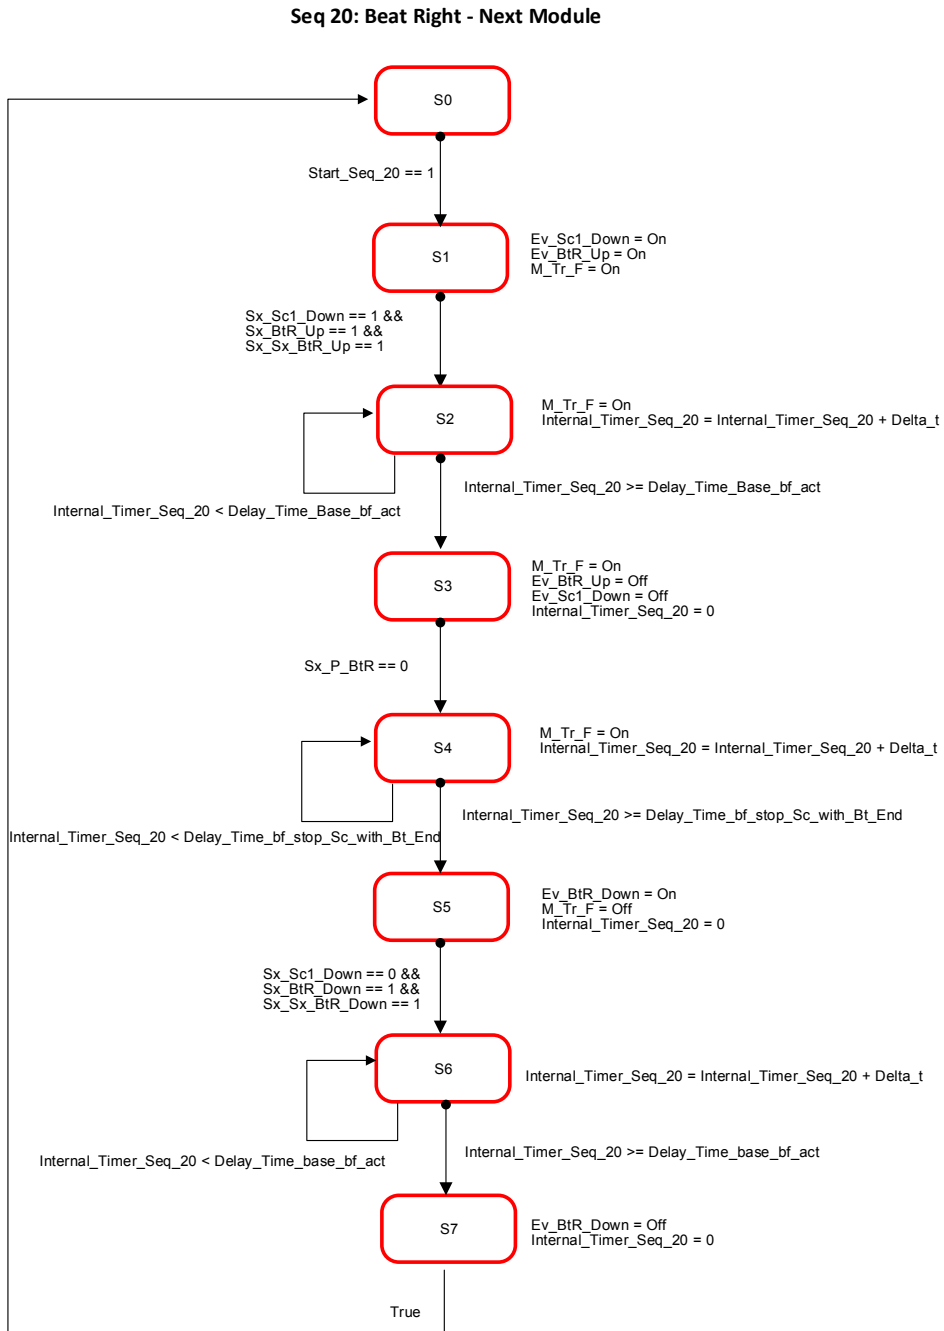 Seq 20: Beat Right - Next Module
S0
Start_Seq_20 == 1
S1
Ev_Sc1_Down = On
Ev_BtR_Up = On
M_Tr_F = On
Sx_Sc1_Down == 1 &&
Sx_BtR_Up == 1 &&
Sx_Sx_BtR_Up == 1
S2
M_Tr_F = On
Internal_Timer_Seq_20 = Internal_Timer_Seq_20 + Delta_t
Internal_Timer_Seq_20 >= Delay_Time_Base_bf_act
Internal_Timer_Seq_20 < Delay_Time_Base_bf_act
S3
M_Tr_F = On
Ev_BtR_Up = Off
Ev_Sc1_Down = Off
Internal_Timer_Seq_20 = 0
Sx_P_BtR == 0
S4
M_Tr_F = On
Internal_Timer_Seq_20 = Internal_Timer_Seq_20 + Delta_t
Internal_Timer_Seq_20 >= Delay_Time_bf_stop_Sc_with_Bt_End
Internal_Timer_Seq_20 < Delay_Time_bf_stop_Sc_with_Bt_End
S5
Ev_BtR_Down = On
M_Tr_F = Off
Internal_Timer_Seq_20 = 0
Sx_Sc1_Down == 0 &&
Sx_BtR_Down == 1 &&
Sx_Sx_BtR_Down == 1
S6
Internal_Timer_Seq_20 = Internal_Timer_Seq_20 + Delta_t
Internal_Timer_Seq_20 >= Delay_Time_base_bf_act
Internal_Timer_Seq_20 < Delay_Time_base_bf_act
S7
Ev_BtR_Down = Off
Internal_Timer_Seq_20 = 0
True